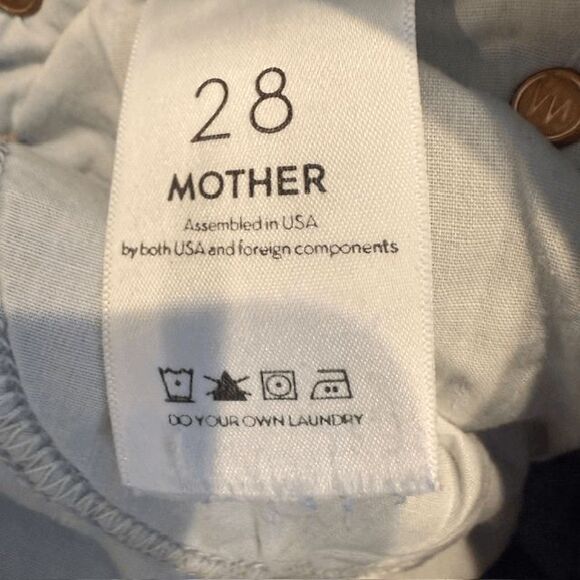 28
MOTHER
Assembled in USA
by both USA and foreign components
DO YOUR OWN LAUNDRY